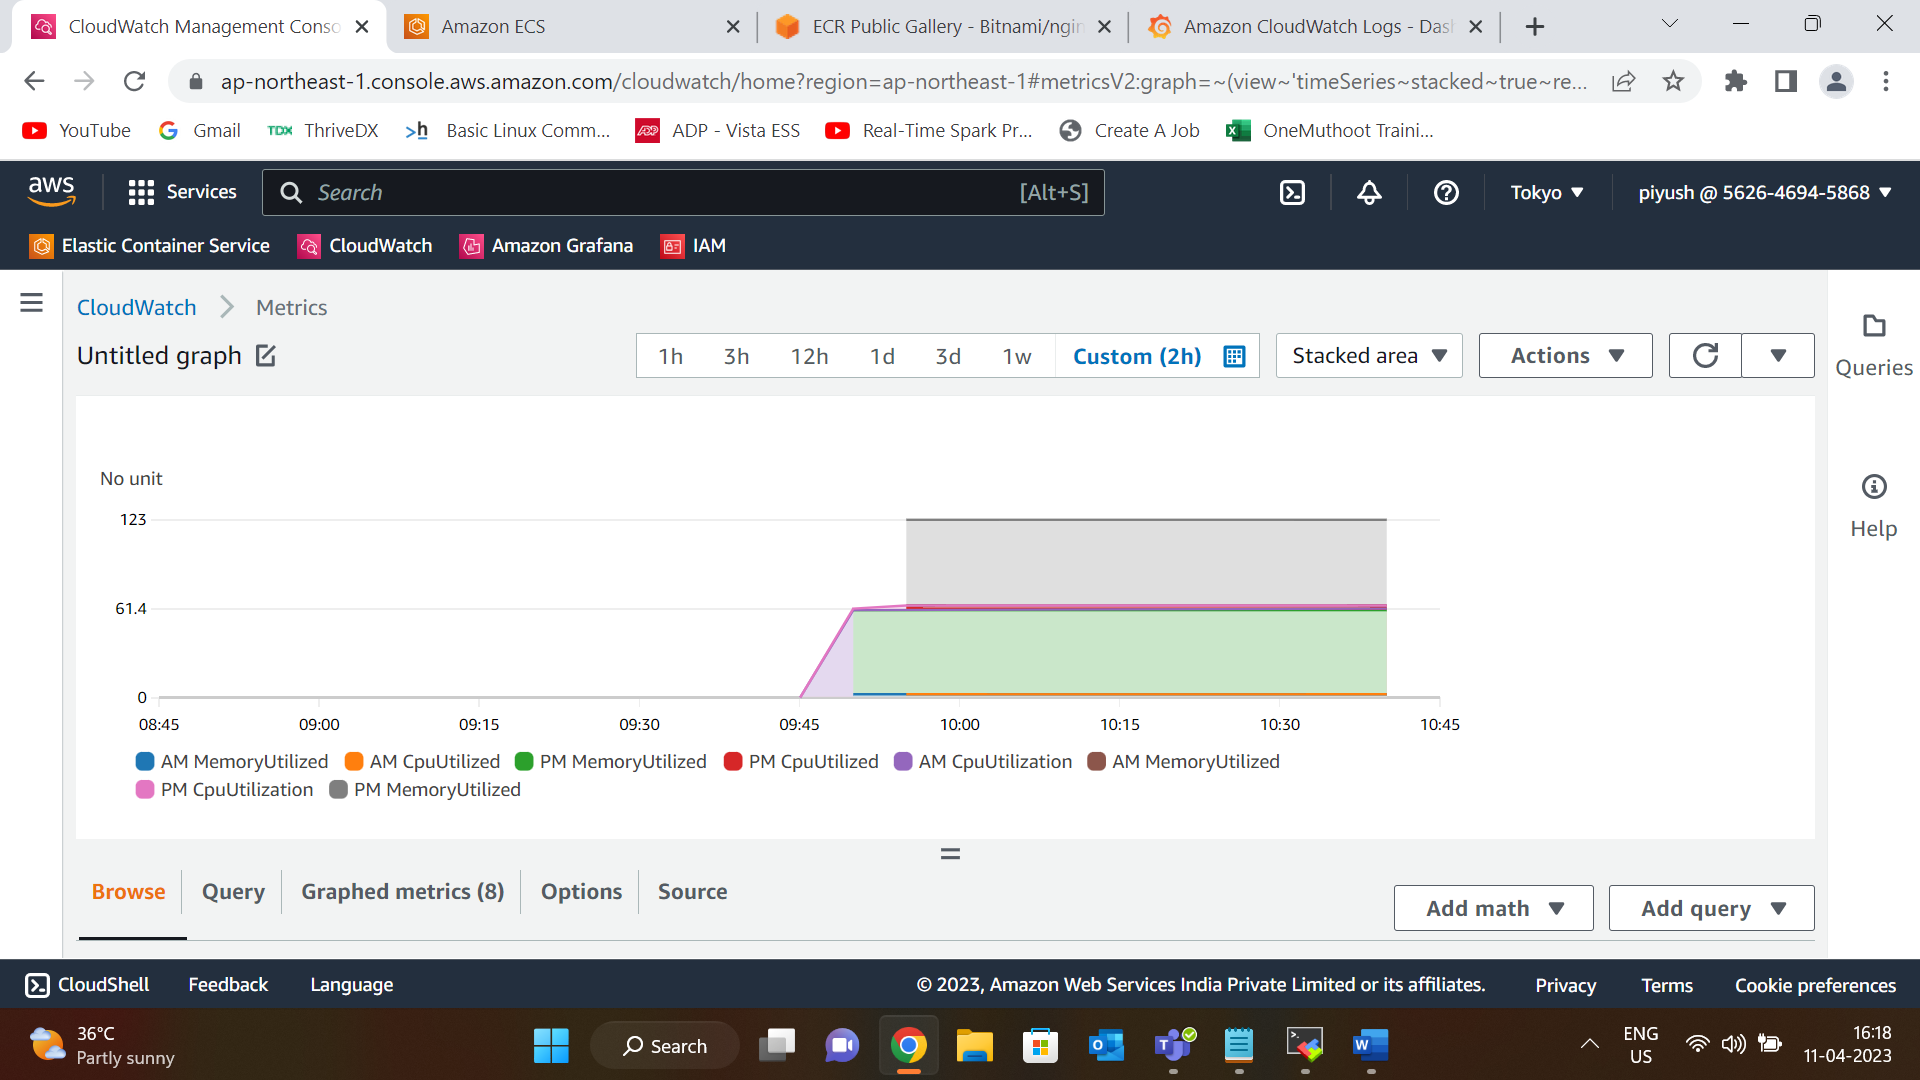 CloudWatch Management Conso
Amazon ECS
ECR Public Gallery - Bitnami/ngin
Amazon CloudWatch Logs - Dash
ap-northeast-1.console.aws.amazon.com/cloudwatch/home?region=ap-northeast-1#metricsV2:graph=~(view~'timeSeries~stacked~true~re...
YouTube
Gmail
TDX ThriveDX
>h Basic Linux Comm...
ADP - Vista ESS
Real-Time Spark Pr...
Create A Job
OneMuthoot Traini...
aws
Services
Search
[Alt+S]
Tokyo
piyush @ 5626-4694-5868
Elastic Container Service
CloudWatch
Amazon Grafana
IAM
CloudWatch
Metrics
Untitled graph
1h
3h
12h
1d
3d
1w
Custom (2h)
Stacked area
Actions
Queries
Help
No unit
123
61.4
0
08:45
09:00
09:15
09:30
09:45
10:00
10:15
10:30
10:45
AM MemoryUtilized
AM CpuUtilized
PM MemoryUtilized
PM CpuUtilized
AM CpuUtilization
AM MemoryUtilized
PM CpuUtilization
PM MemoryUtilized
Browse
Query
Graphed metrics (8)
Options
Source
Add math
Add query
CloudShell
Feedback
Language
© 2023, Amazon Web Services India Private Limited or its affiliates.
Privacy
Terms
Cookie preferences
36°C
Partly sunny
Search
ENG
US
16:18
11-04-2023